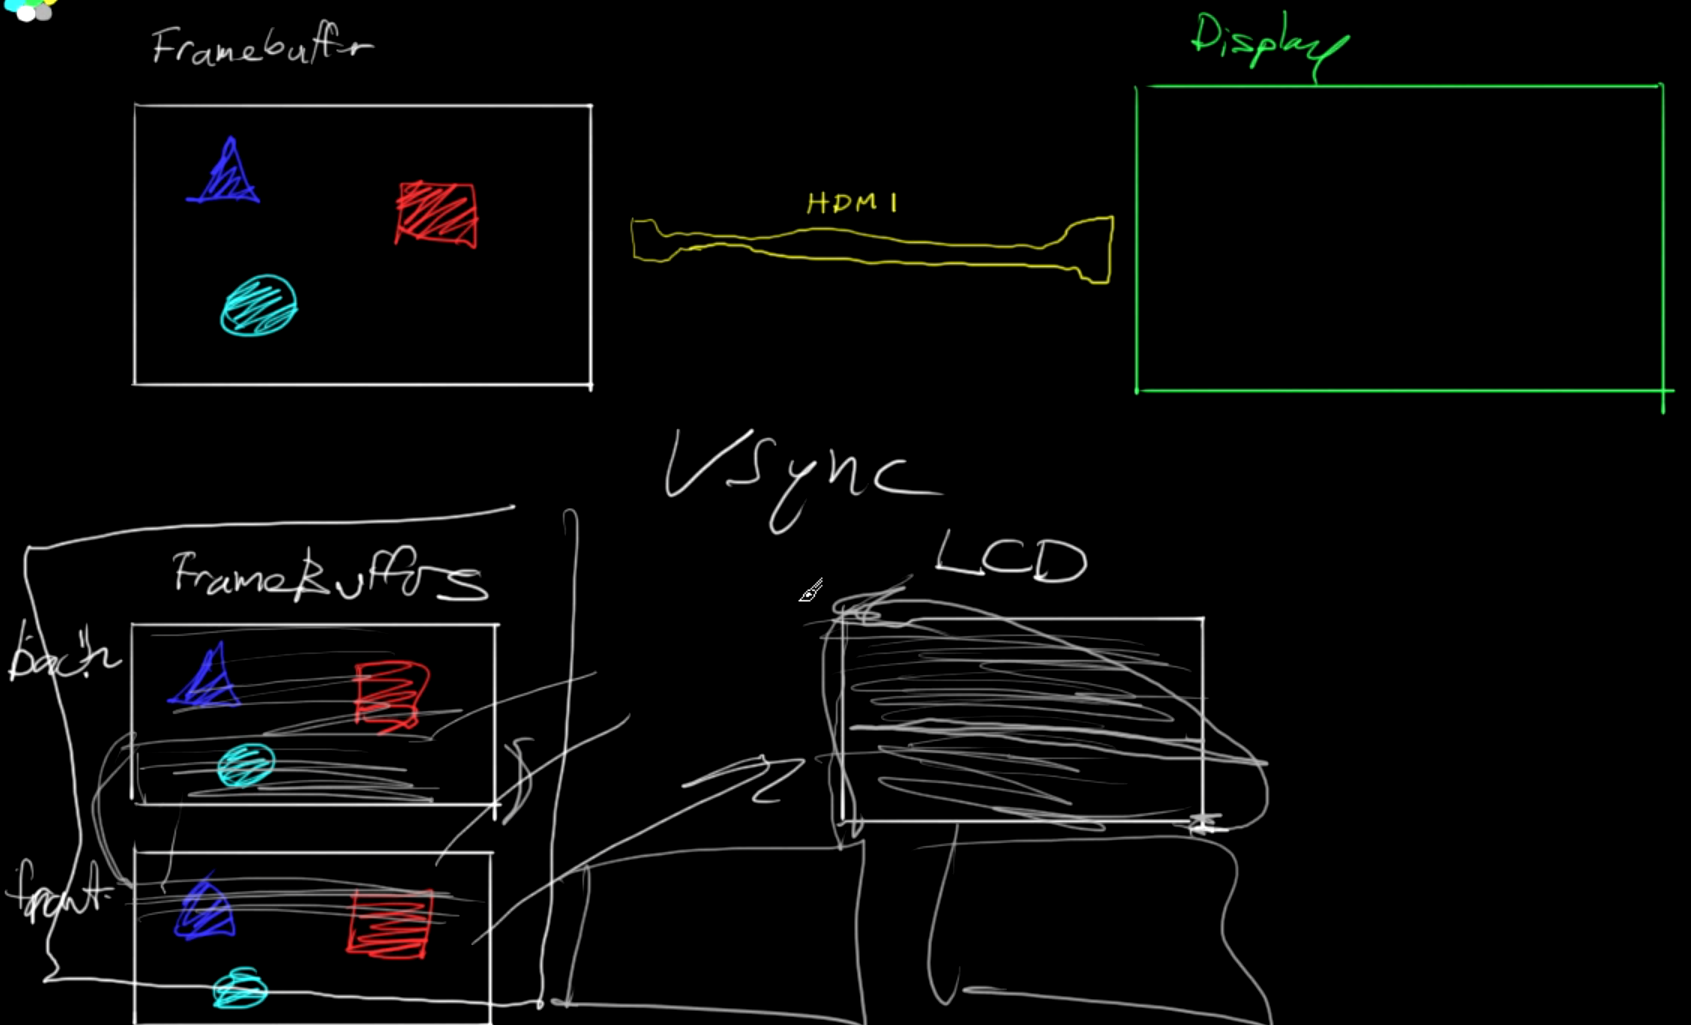 Framebuffer
Display
HDMI
Vsync
LCD
FrameBuffers
back
front